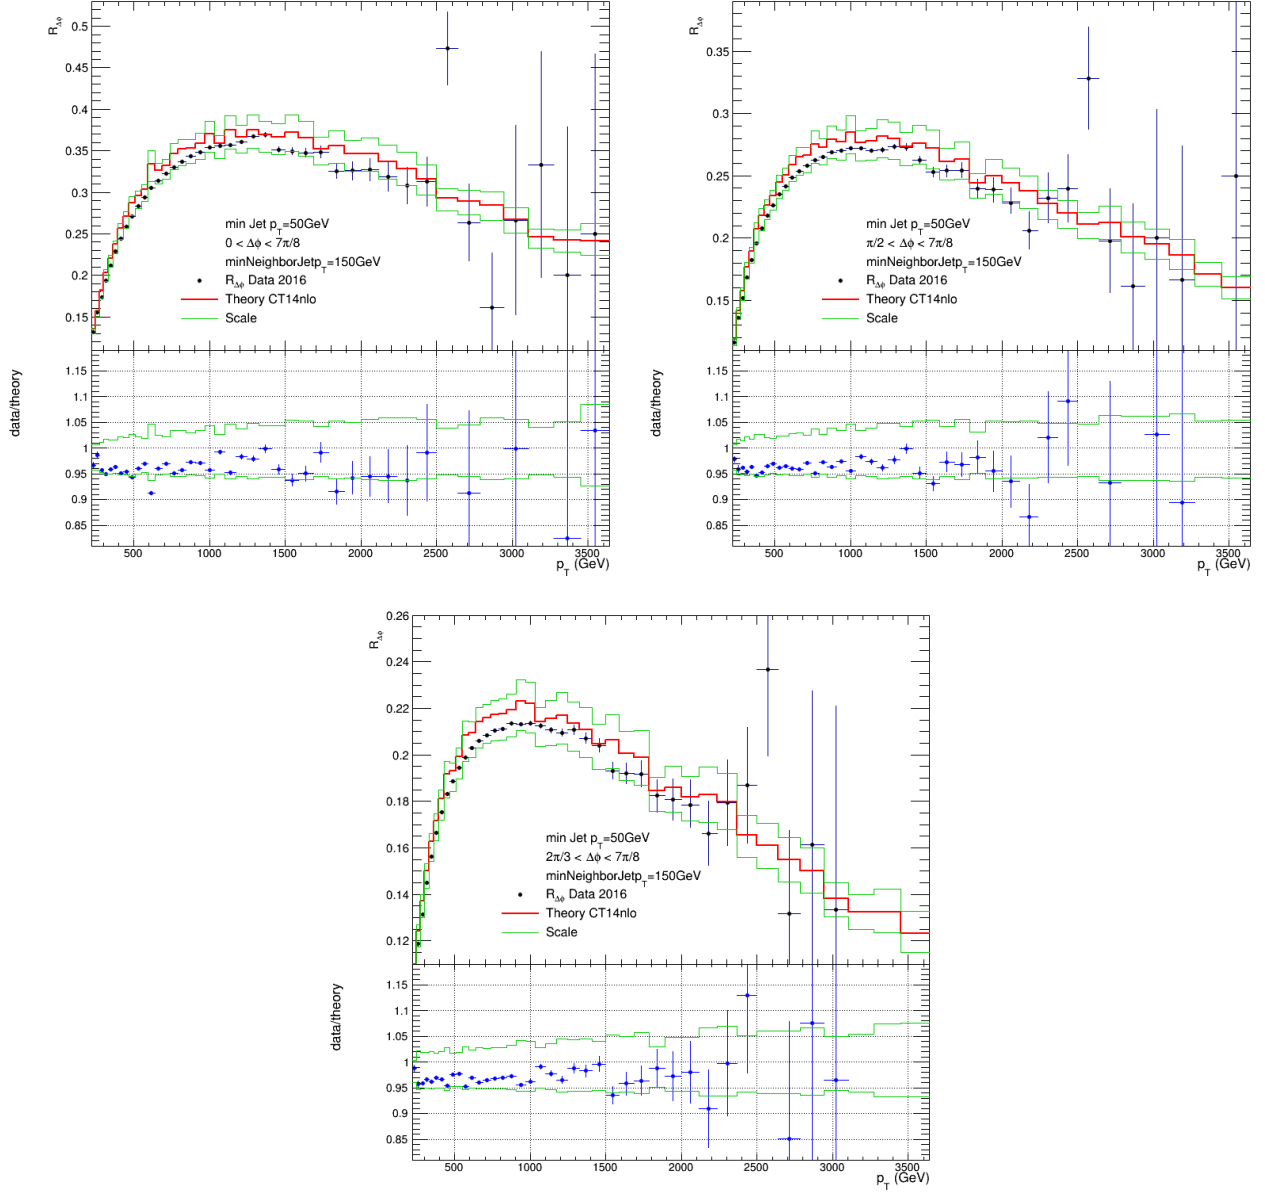 R_Δφ
0.5
0.45
0.4
0.35
0.3
0.25
0.2
0.15
min Jet p_T=50GeV
0 < Δφ < 7π/8
minNeighborJetp_T=150GeV
R_Δφ Data 2016
Theory CT14nlo
Scale
data/theory
1.15
1.1
1.05
1
0.95
0.9
0.85
500 1000 1500 2000 2500 3000 3500
p_T (GeV)
R_Δφ
0.35
0.3
0.25
0.2
0.15
min Jet p_T=50GeV
π/2 < Δφ < 7π/8
minNeighborJetp_T=150GeV
R_Δφ Data 2016
Theory CT14nlo
Scale
data/theory
1.15
1.1
1.05
1
0.95
0.9
0.85
500 1000 1500 2000 2500 3000 3500
p_T (GeV)
R_Δφ
0.26
0.24
0.22
0.2
0.18
0.16
0.14
0.12
min Jet p_T=50GeV
2π/3 < Δφ < 7π/8
minNeighborJetp_T=150GeV
R_Δφ Data 2016
Theory CT14nlo
Scale
data/theory
1.15
1.1
1.05
1
0.95
0.9
0.85
500 1000 1500 2000 2500 3000 3500
p_T (GeV)